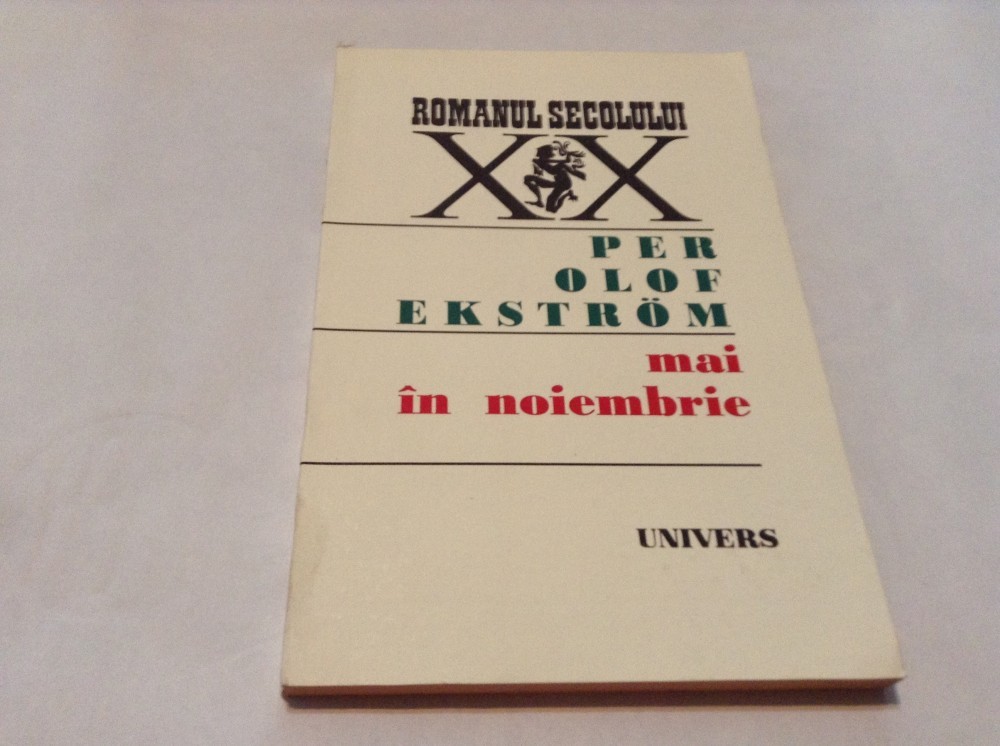 ROMANUL SECOLULUI
XX
PER
OLOF
EKSTRÖM
mai
în noiembrie
UNIVERS